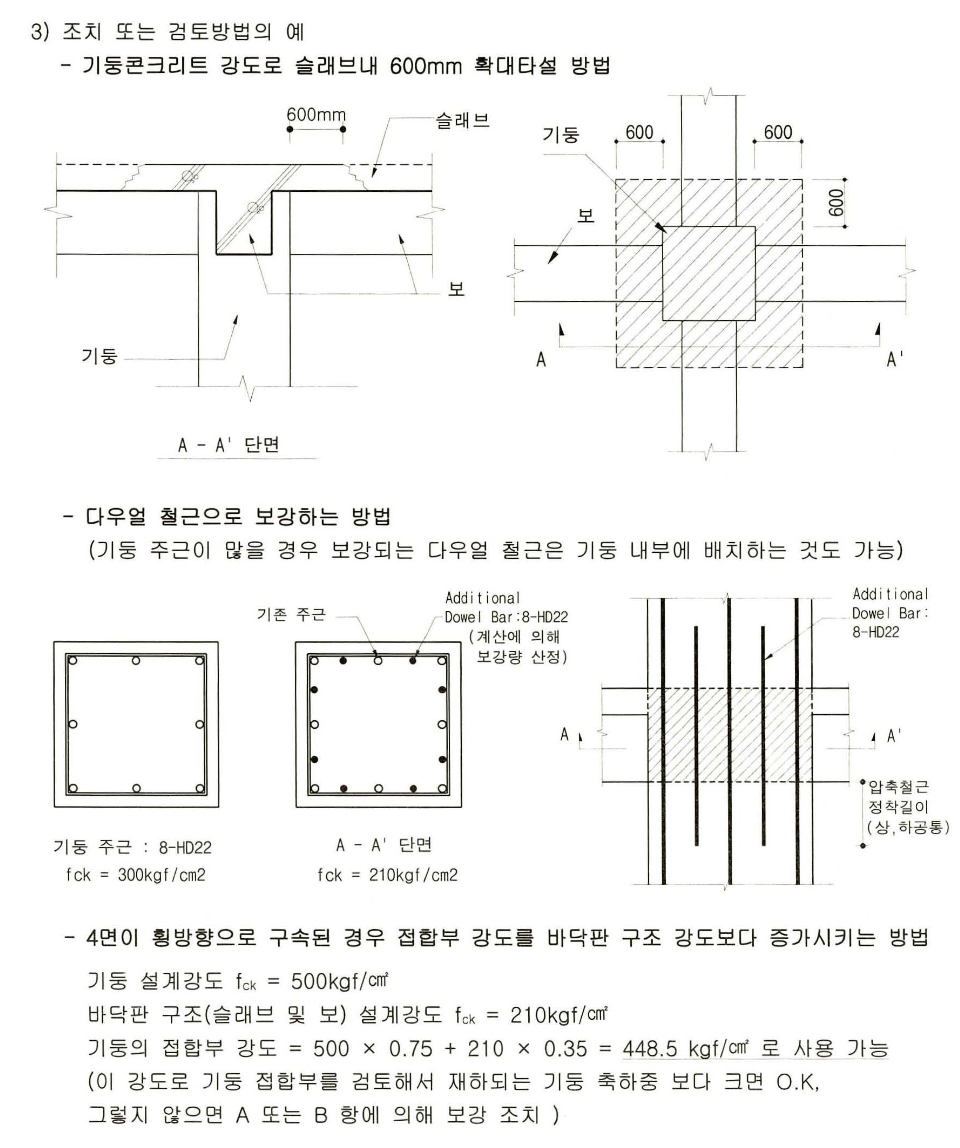 3) 조치 또는 검토방법의 예
- 기둥콘크리트 강도로 슬래브내 600mm 확대타설 방법
600mm
슬래브
보
기둥
A - A' 단면
기둥
600
600
600
보
A
A'
- 다우얼 철근으로 보강하는 방법
(기둥 주근이 많을 경우 보강되는 다우얼 철근은 기둥 내부에 배치하는 것도 가능)
기둥 주근 : 8-HD22
fck = 300kgf/cm2
기존 주근
Additional
Dowel Bar:8-HD22
(계산에 의해
보강량 산정)
A - A' 단면
fck = 210kgf/cm2
Additional
Dowel Bar:
8-HD22
A
A'
압축철근
정착길이
(상,하공통)
- 4면이 횡방향으로 구속된 경우 접합부 강도를 바닥판 구조 강도보다 증가시키는 방법
기둥 설계강도 fck = 500kgf/㎠
바닥판 구조(슬래브 및 보) 설계강도 fck = 210kgf/㎠
기둥의 접합부 강도 = 500 × 0.75 + 210 × 0.35 = 448.5 kgf/㎠ 로 사용 가능
(이 강도로 기둥 접합부를 검토해서 재하되는 기둥 축하중 보다 크면 O.K,
그렇지 않으면 A 또는 B 항에 의해 보강 조치 )